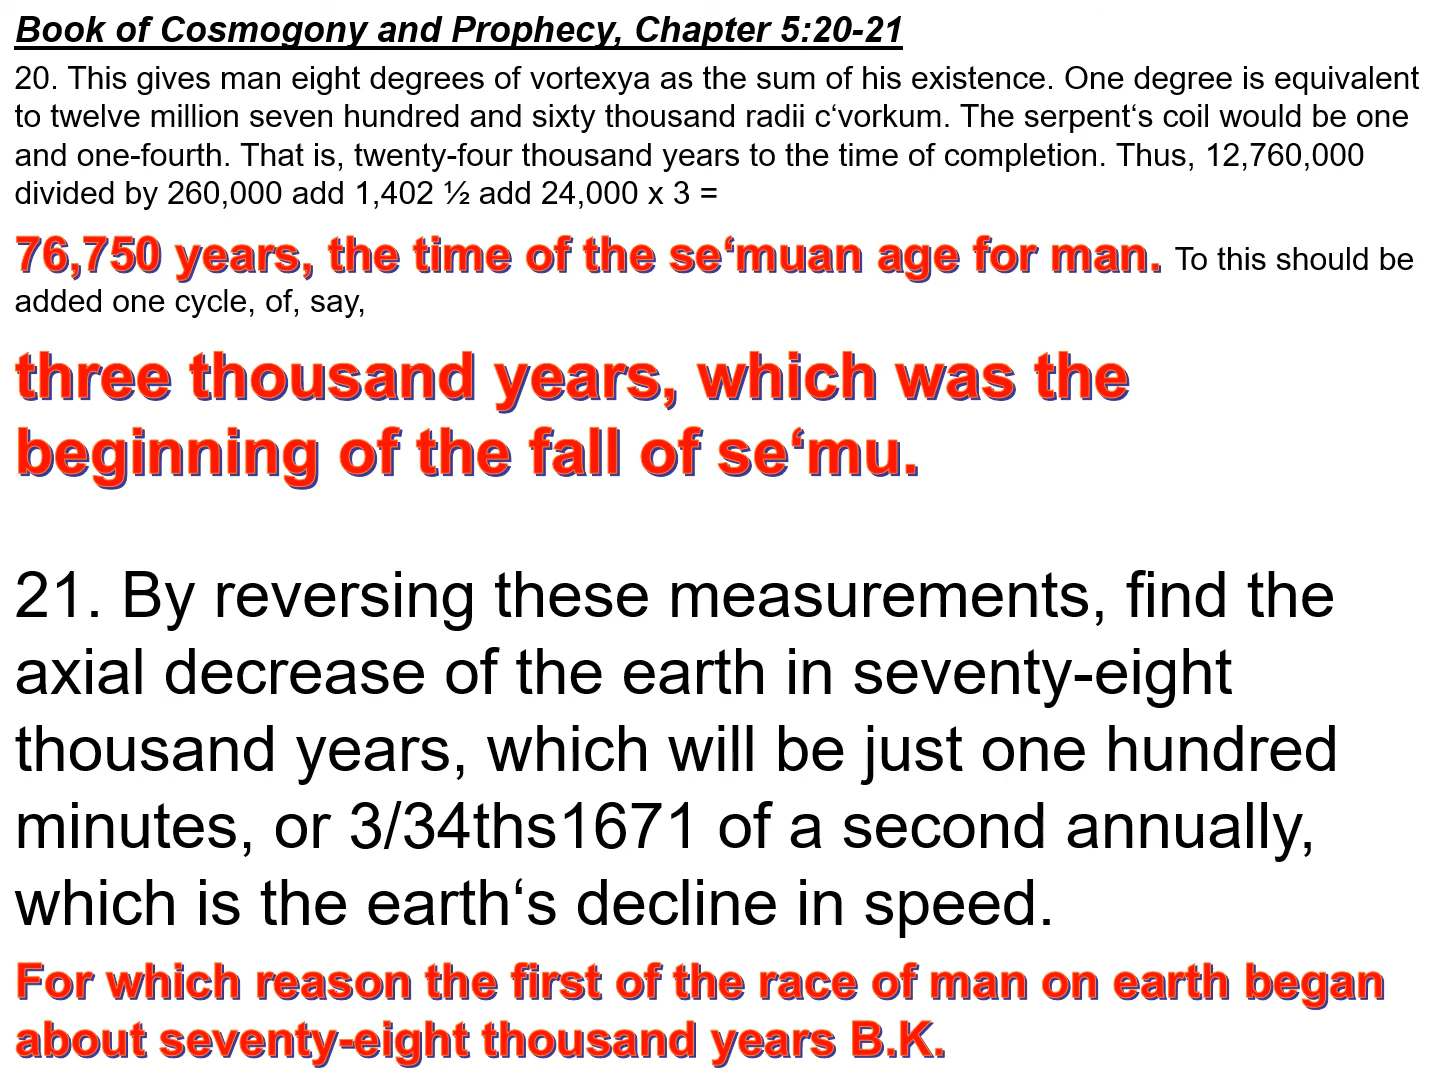 Book of Cosmogony and Prophecy, Chapter 5:20-21
20. This gives man eight degrees of vortexya as the sum of his existence. One degree is equivalent
to twelve million seven hundred and sixty thousand radii c‘vorkum. The serpent‘s coil would be one
and one-fourth. That is, twenty-four thousand years to the time of completion. Thus, 12,760,000
divided by 260,000 add 1,402 ½ add 24,000 x 3 =
76,750 years, the time of the se‘muan age for man. To this should be
added one cycle, of, say,
three thousand years, which was the
beginning of the fall of se‘mu.
21. By reversing these measurements, find the
axial decrease of the earth in seventy-eight
thousand years, which will be just one hundred
minutes, or 3/34ths1671 of a second annually,
which is the earth‘s decline in speed.
For which reason the first of the race of man on earth began
about seventy-eight thousand years B.K.